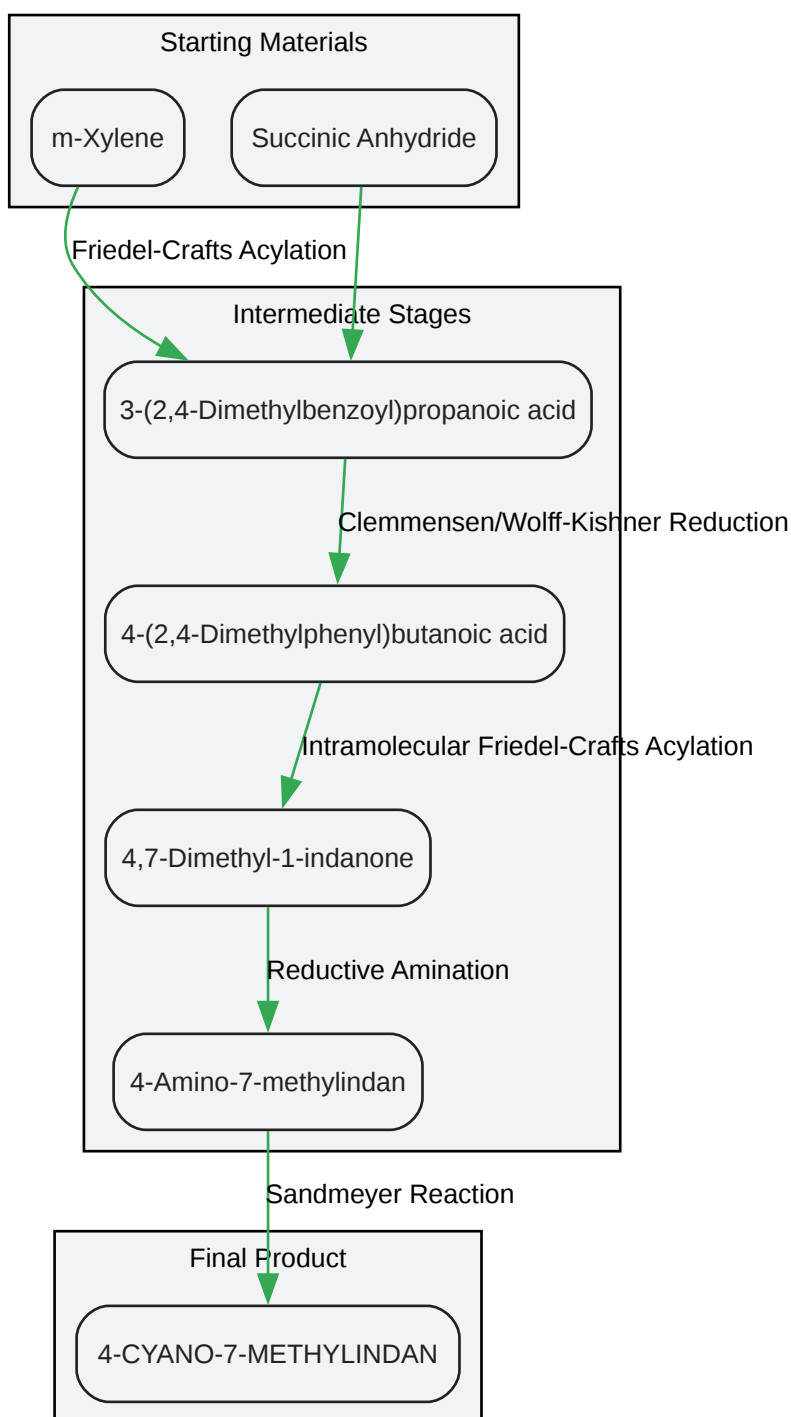 Starting Materials
m-Xylene
Succinic Anhydride
Friedel-Crafts Acylation
Intermediate Stages
3-(2,4-Dimethylbenzoyl)propanoic acid
Clemmensen/Wolff-Kishner Reduction
4-(2,4-Dimethylphenyl)butanoic acid
Intramolecular Friedel-Crafts Acylation
4,7-Dimethyl-1-indanone
Reductive Amination
4-Amino-7-methylindan
Sandmeyer Reaction
Final Product
4-CYANO-7-METHYLINDAN